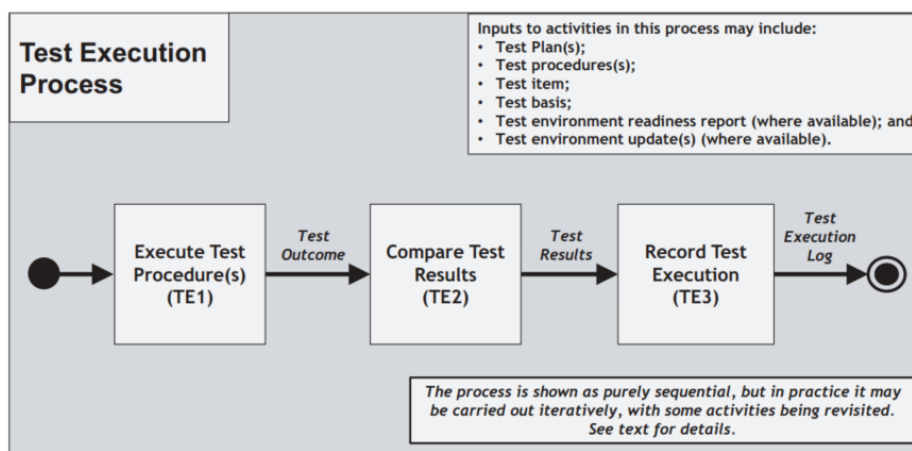 Test Execution
Process
Inputs to activities in this process may include:
• Test Plan(s);
• Test procedures(s);
• Test item;
• Test basis;
• Test environment readiness report (where available); and
• Test environment update(s) (where available).
Execute Test
Procedure(s)
(TE1)
Test
Outcome
Compare Test
Results
(TE2)
Test
Results
Record Test
Execution
(TE3)
Test
Execution
Log
The process is shown as purely sequential, but in practice it may
be carried out iteratively, with some activities being revisited.
See text for details.